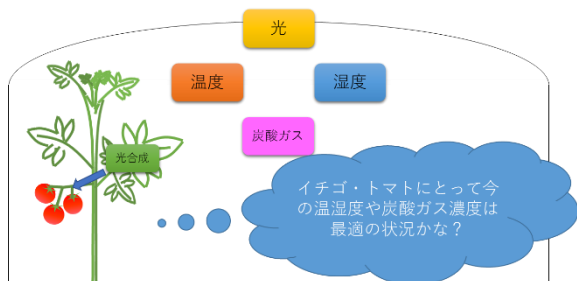 光
温度
湿度
炭酸ガス
光合成
イチゴ・トマトにとって今
の温湿度や炭酸ガス濃度は
最適の状況かな？